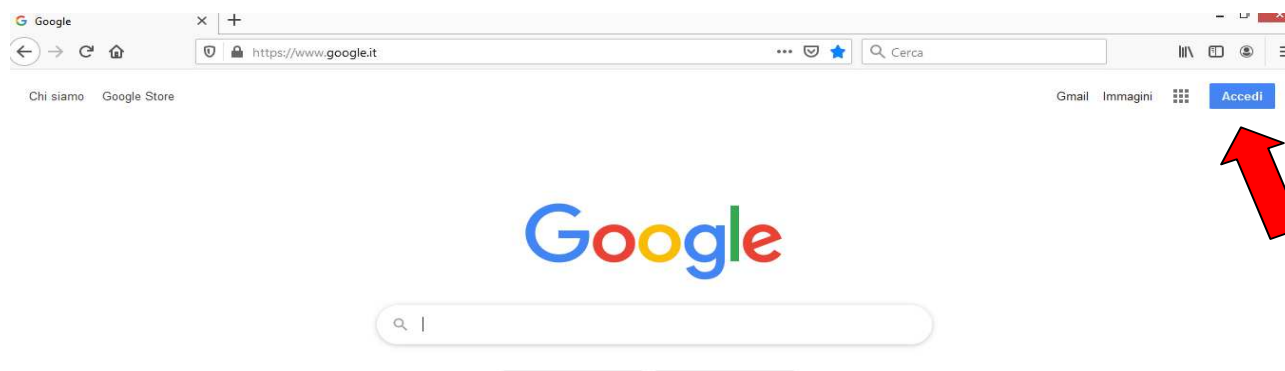 Google
https://www.google.it
Cerca
Chi siamo Google Store
Gmail Immagini Accedi
Google